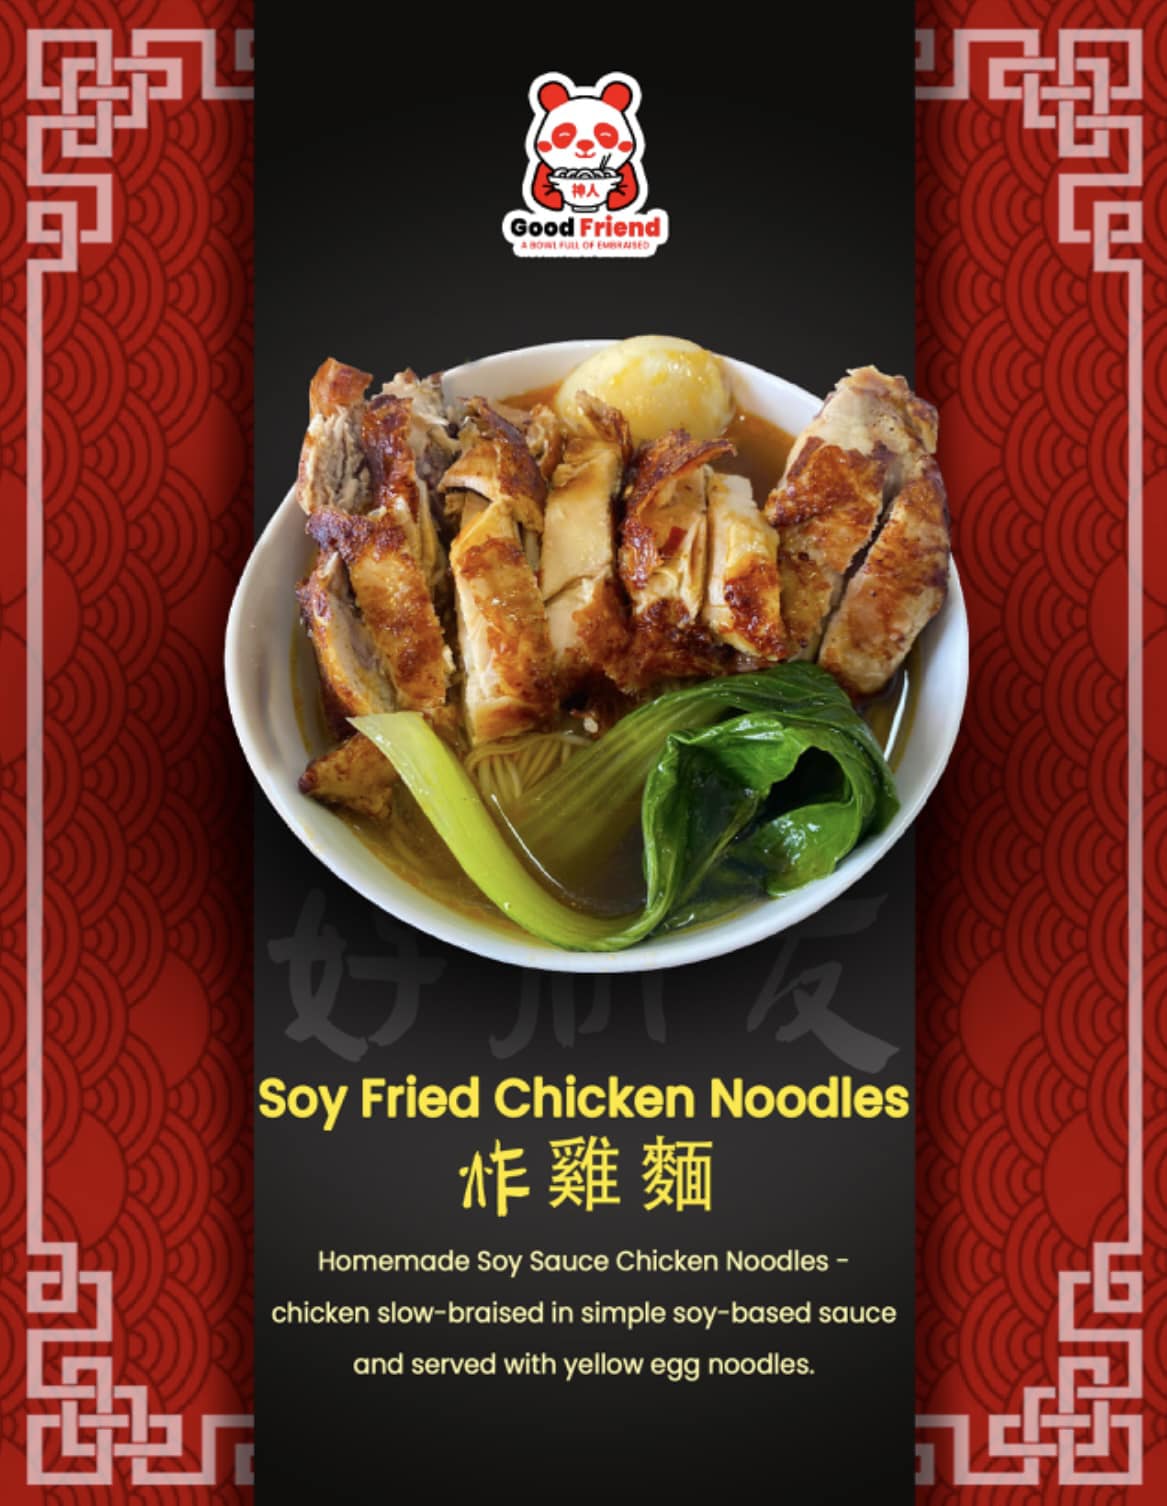 神人
Good Friend
A BOWL FULL OF EMBRAISED
好朋友
Soy Fried Chicken Noodles
炸雞麵
Homemade Soy Sauce Chicken Noodles -
chicken slow-braised in simple soy-based sauce
and served with yellow egg noodles.